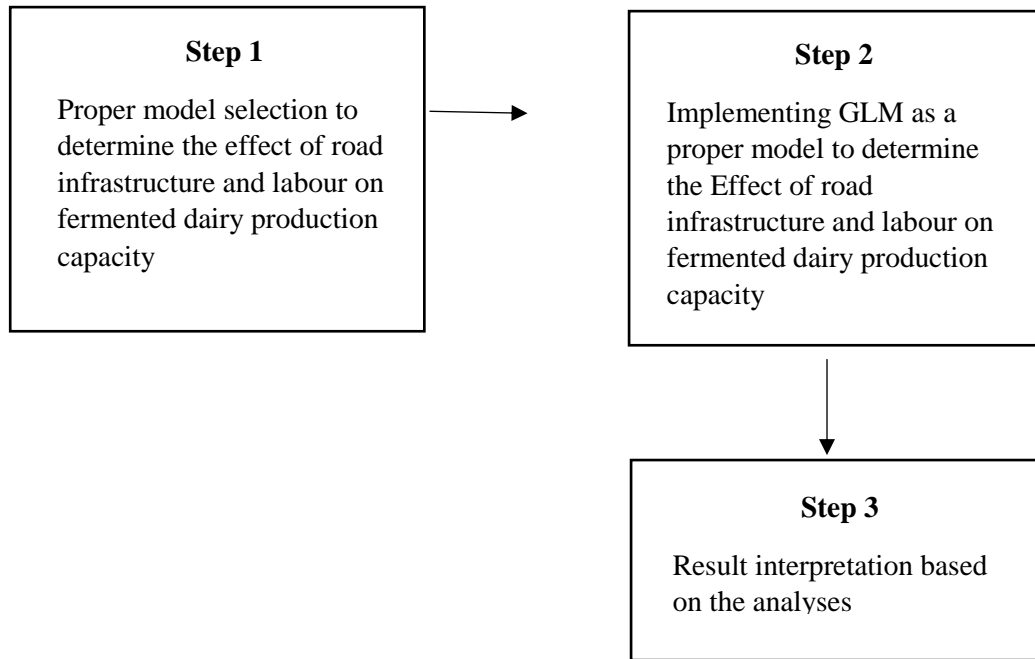 Step 1
Proper model selection to
determine the effect of road
infrastructure and labour on
fermented dairy production
capacity
Step 2
Implementing GLM as a
proper model to determine
the Effect of road
infrastructure and labour on
fermented dairy production
capacity
Step 3
Result interpretation based
on the analyses